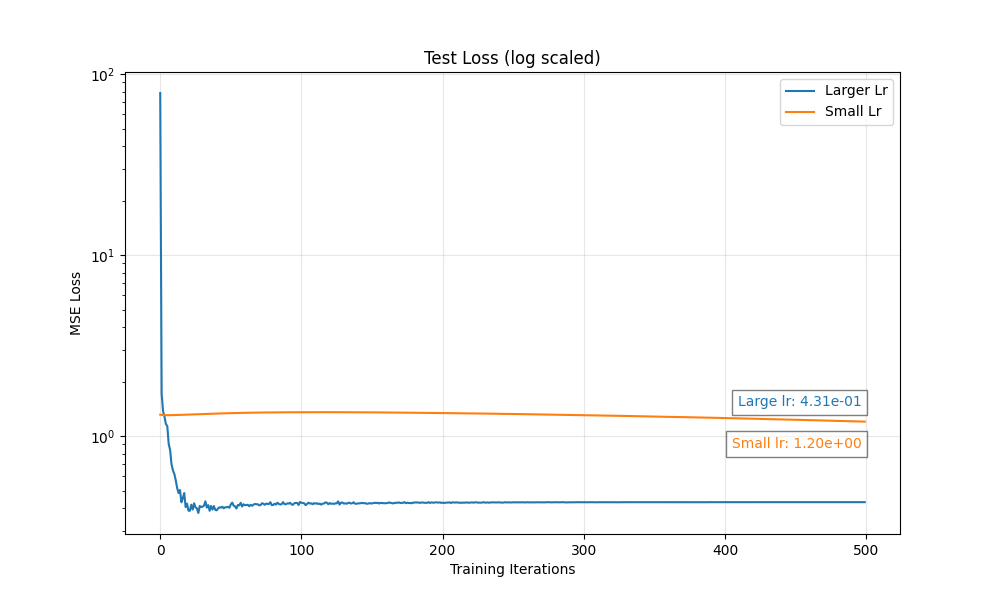 Test Loss (log scaled)
Larger Lr
Small Lr
MSE Loss
10²
10¹
10⁰
Large lr: 4.31e-01
Small lr: 1.20e+00
0 100 200 300 400 500
Training Iterations